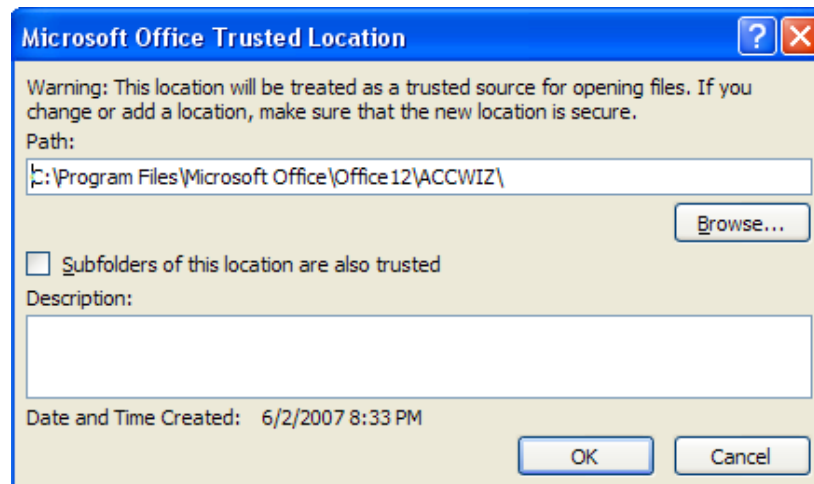 Microsoft Office Trusted Location
?
Warning: This location will be treated as a trusted source for opening files. If you
change or add a location, make sure that the new location is secure.
Path:
C:\Program Files\Microsoft Office\Office12\ACCWIZ\
Browse...
Subfolders of this location are also trusted
Description:
Date and Time Created: 6/2/2007 8:33 PM
OK Cancel